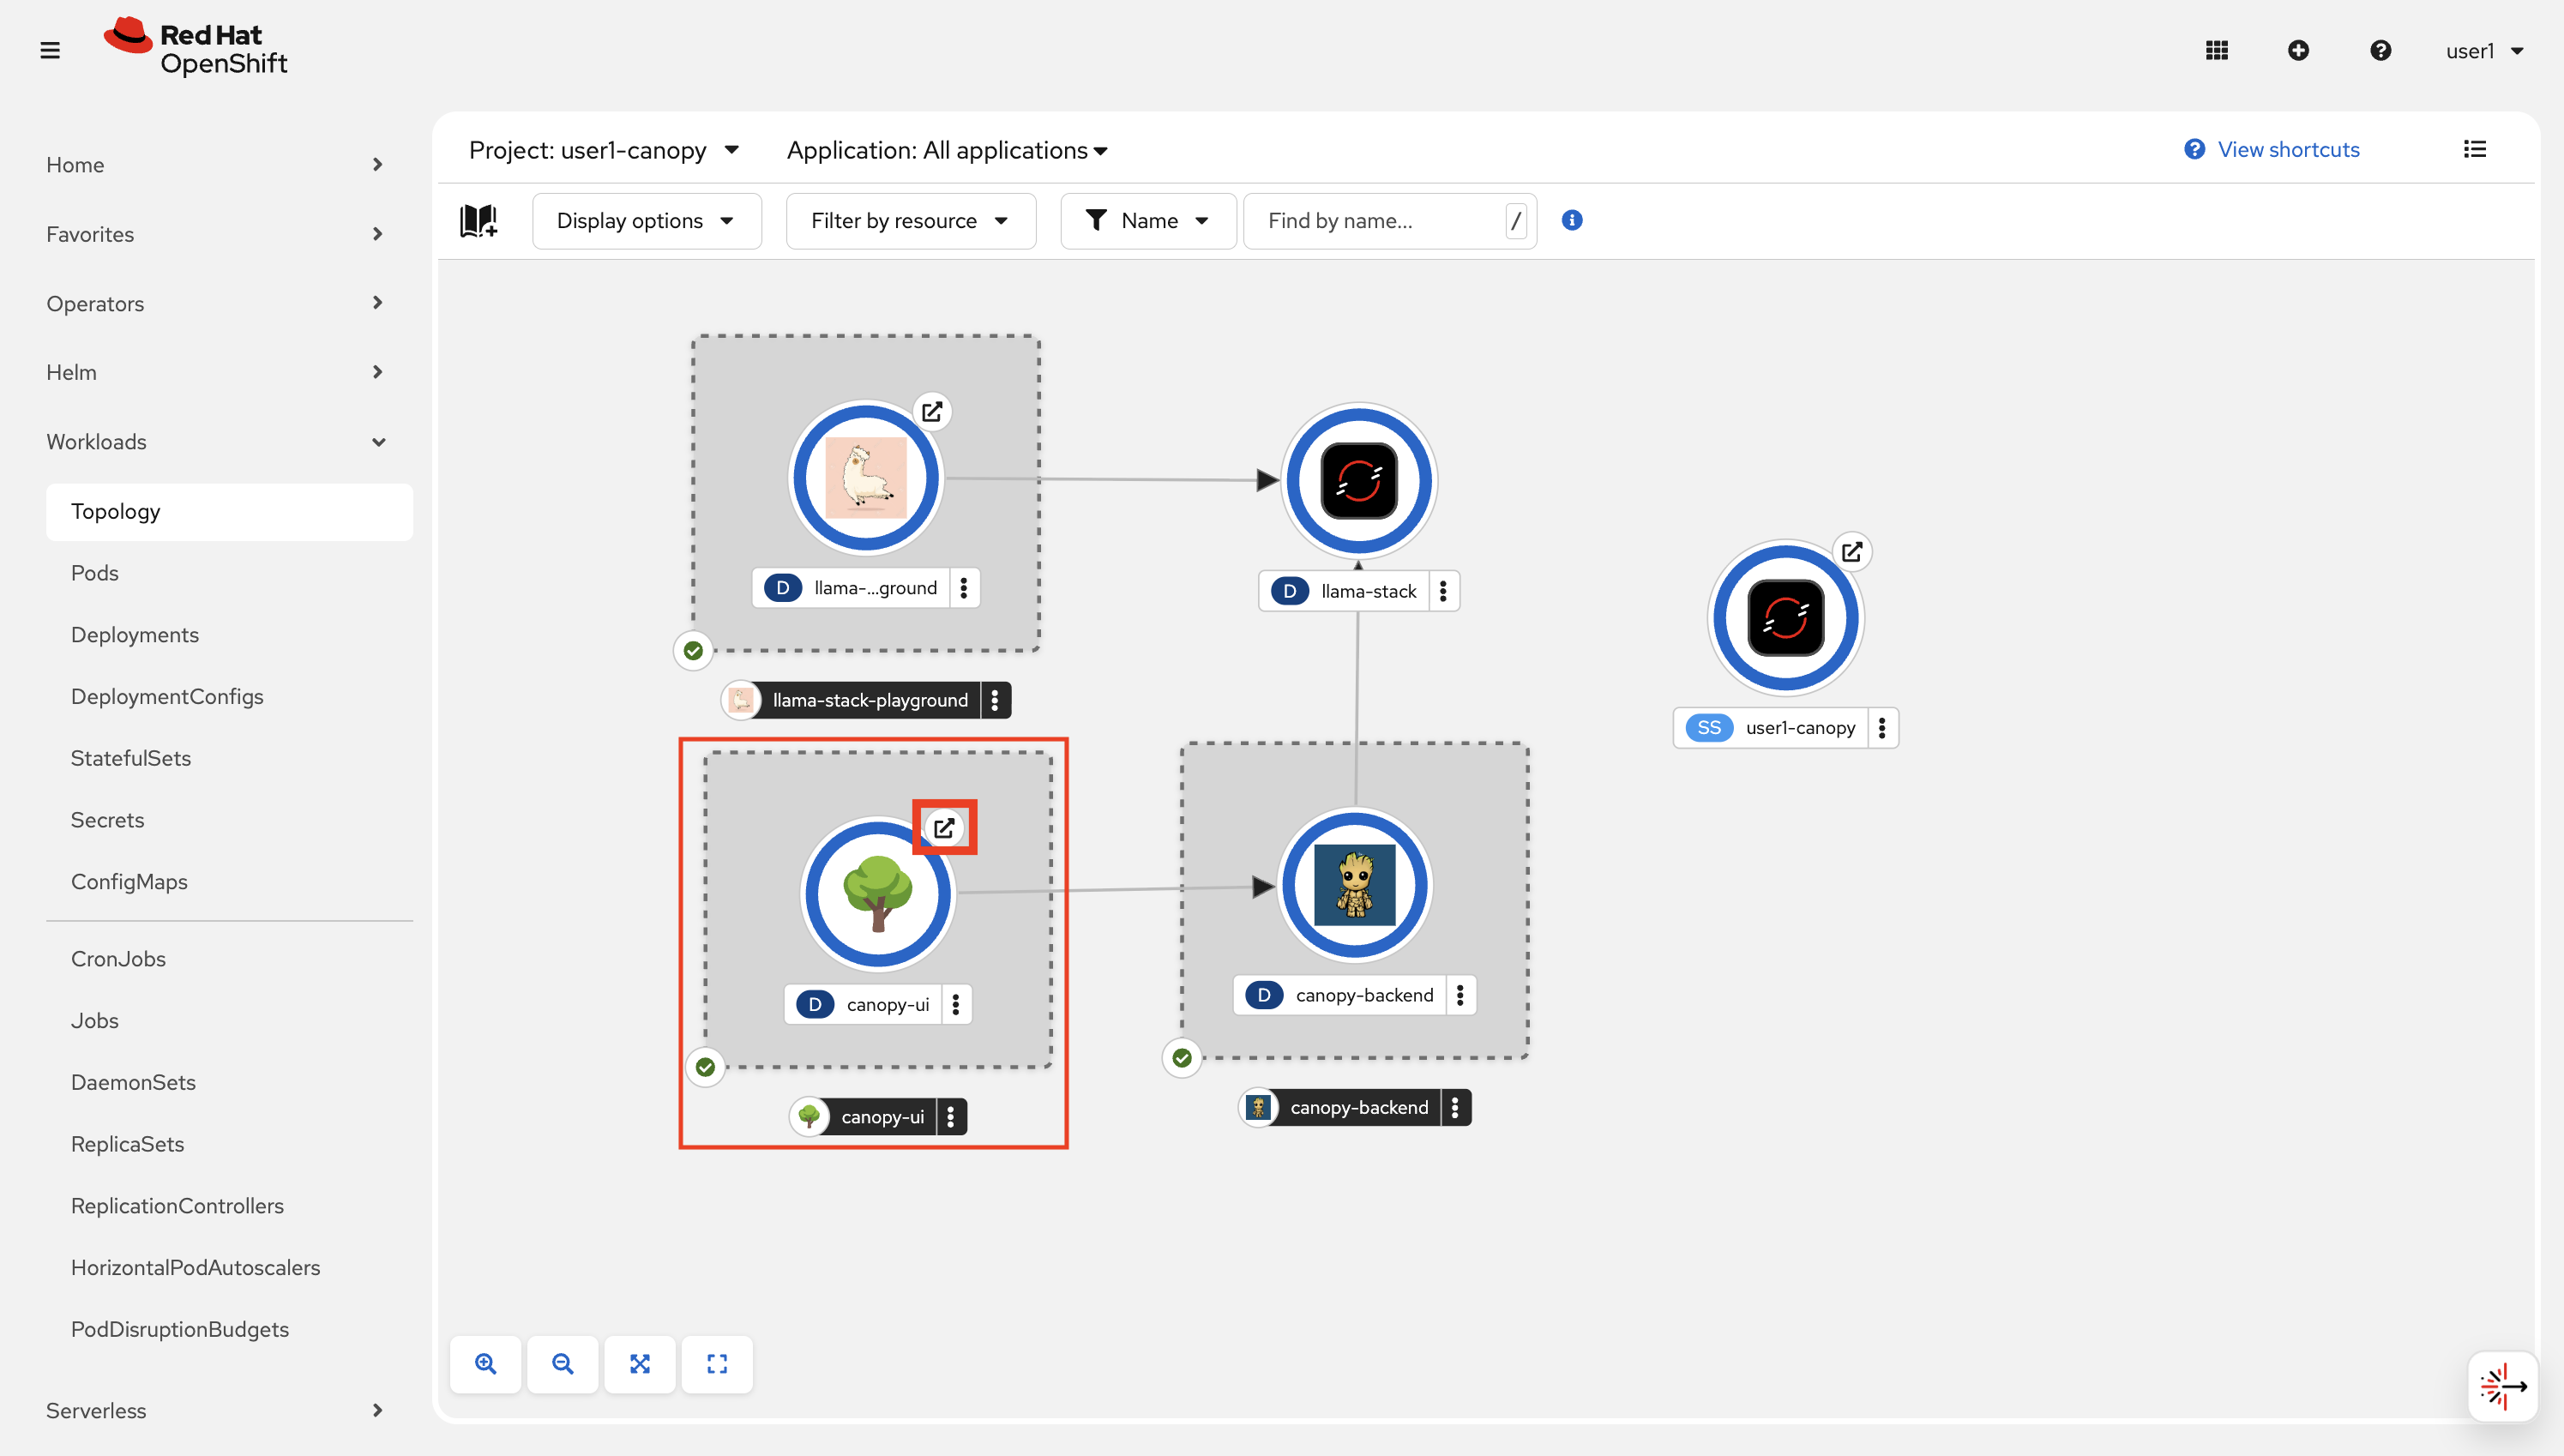 Red Hat
OpenShift
user1
Home
Favorites
Operators
Helm
Workloads
Topology
Pods
Deployments
DeploymentConfigs
StatefulSets
Secrets
ConfigMaps
CronJobs
Jobs
DaemonSets
ReplicaSets
ReplicationControllers
HorizontalPodAutoscalers
PodDisruptionBudgets
Serverless
Project: user1-canopy
Application: All applications
View shortcuts
Display options
Filter by resource
Name
Find by name...
/
D llama-...ground
llama-stack-playground
D llama-stack
SS user1-canopy
D canopy-ui
canopy-ui
D canopy-backend
canopy-backend